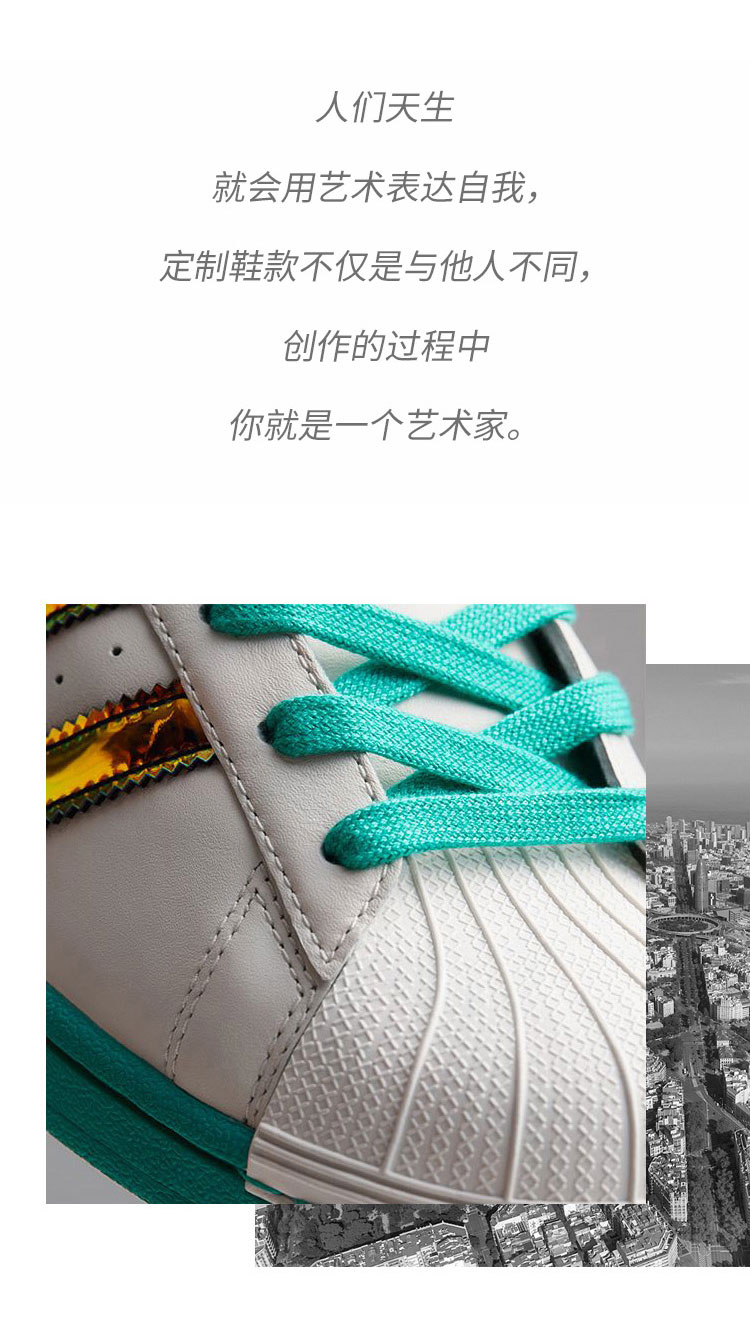 人们天生
就会用艺术表达自我，
定制鞋款不仅是与他人不同，
创作的过程中
你就是一个艺术家。